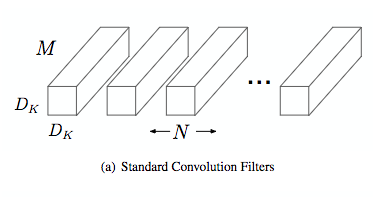 M
D_K
D_K
N
...
(a) Standard Convolution Filters